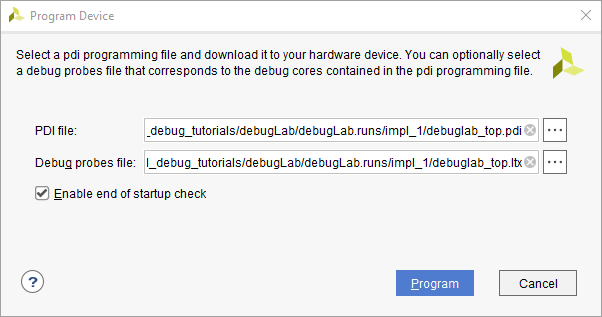 Program Device
Select a pdi programming file and download it to your hardware device. You can optionally select
a debug probes file that corresponds to the debug cores contained in the pdi programming file.
PDI file: _debug_tutorials/debugLab/debugLab.runs/impl_1/debuglab_top.pdi ...
Debug probes file: l_debug_tutorials/debugLab/debugLab.runs/impl_1/debuglab_top.ltx ...
Enable end of startup check
? Program Cancel